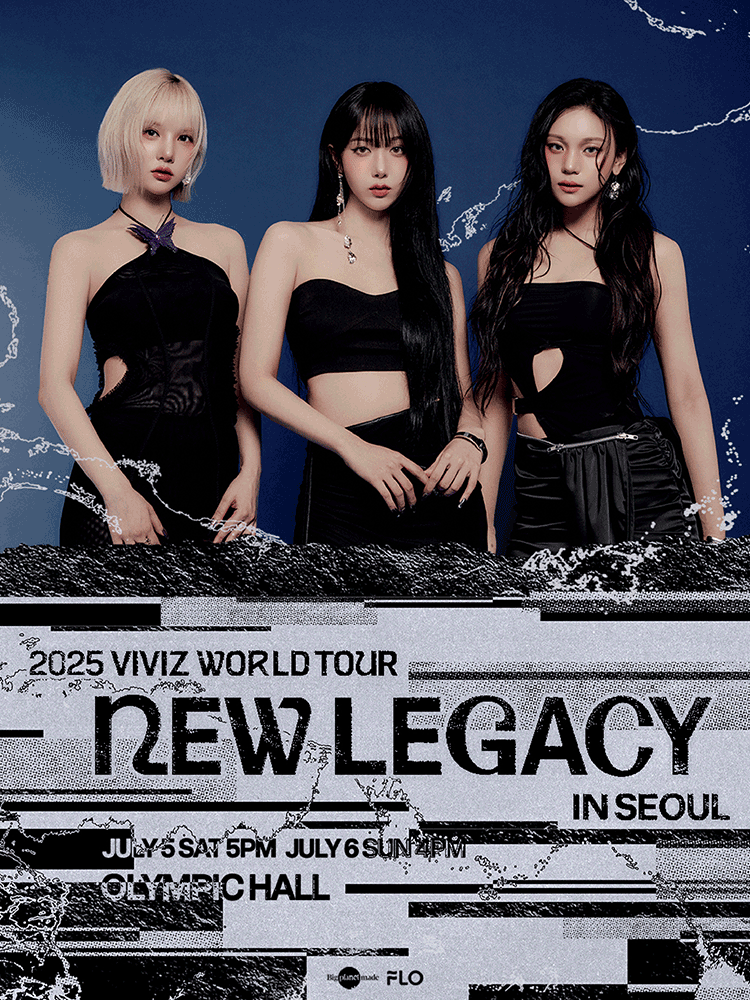 2025 VIVIZ WORLD TOUR
NEW LEGACY
IN SEOUL
JULY 5 SAT 5PM JULY 6 SUN 4PM
OLYMPIC HALL
Bigplanetmade FLO